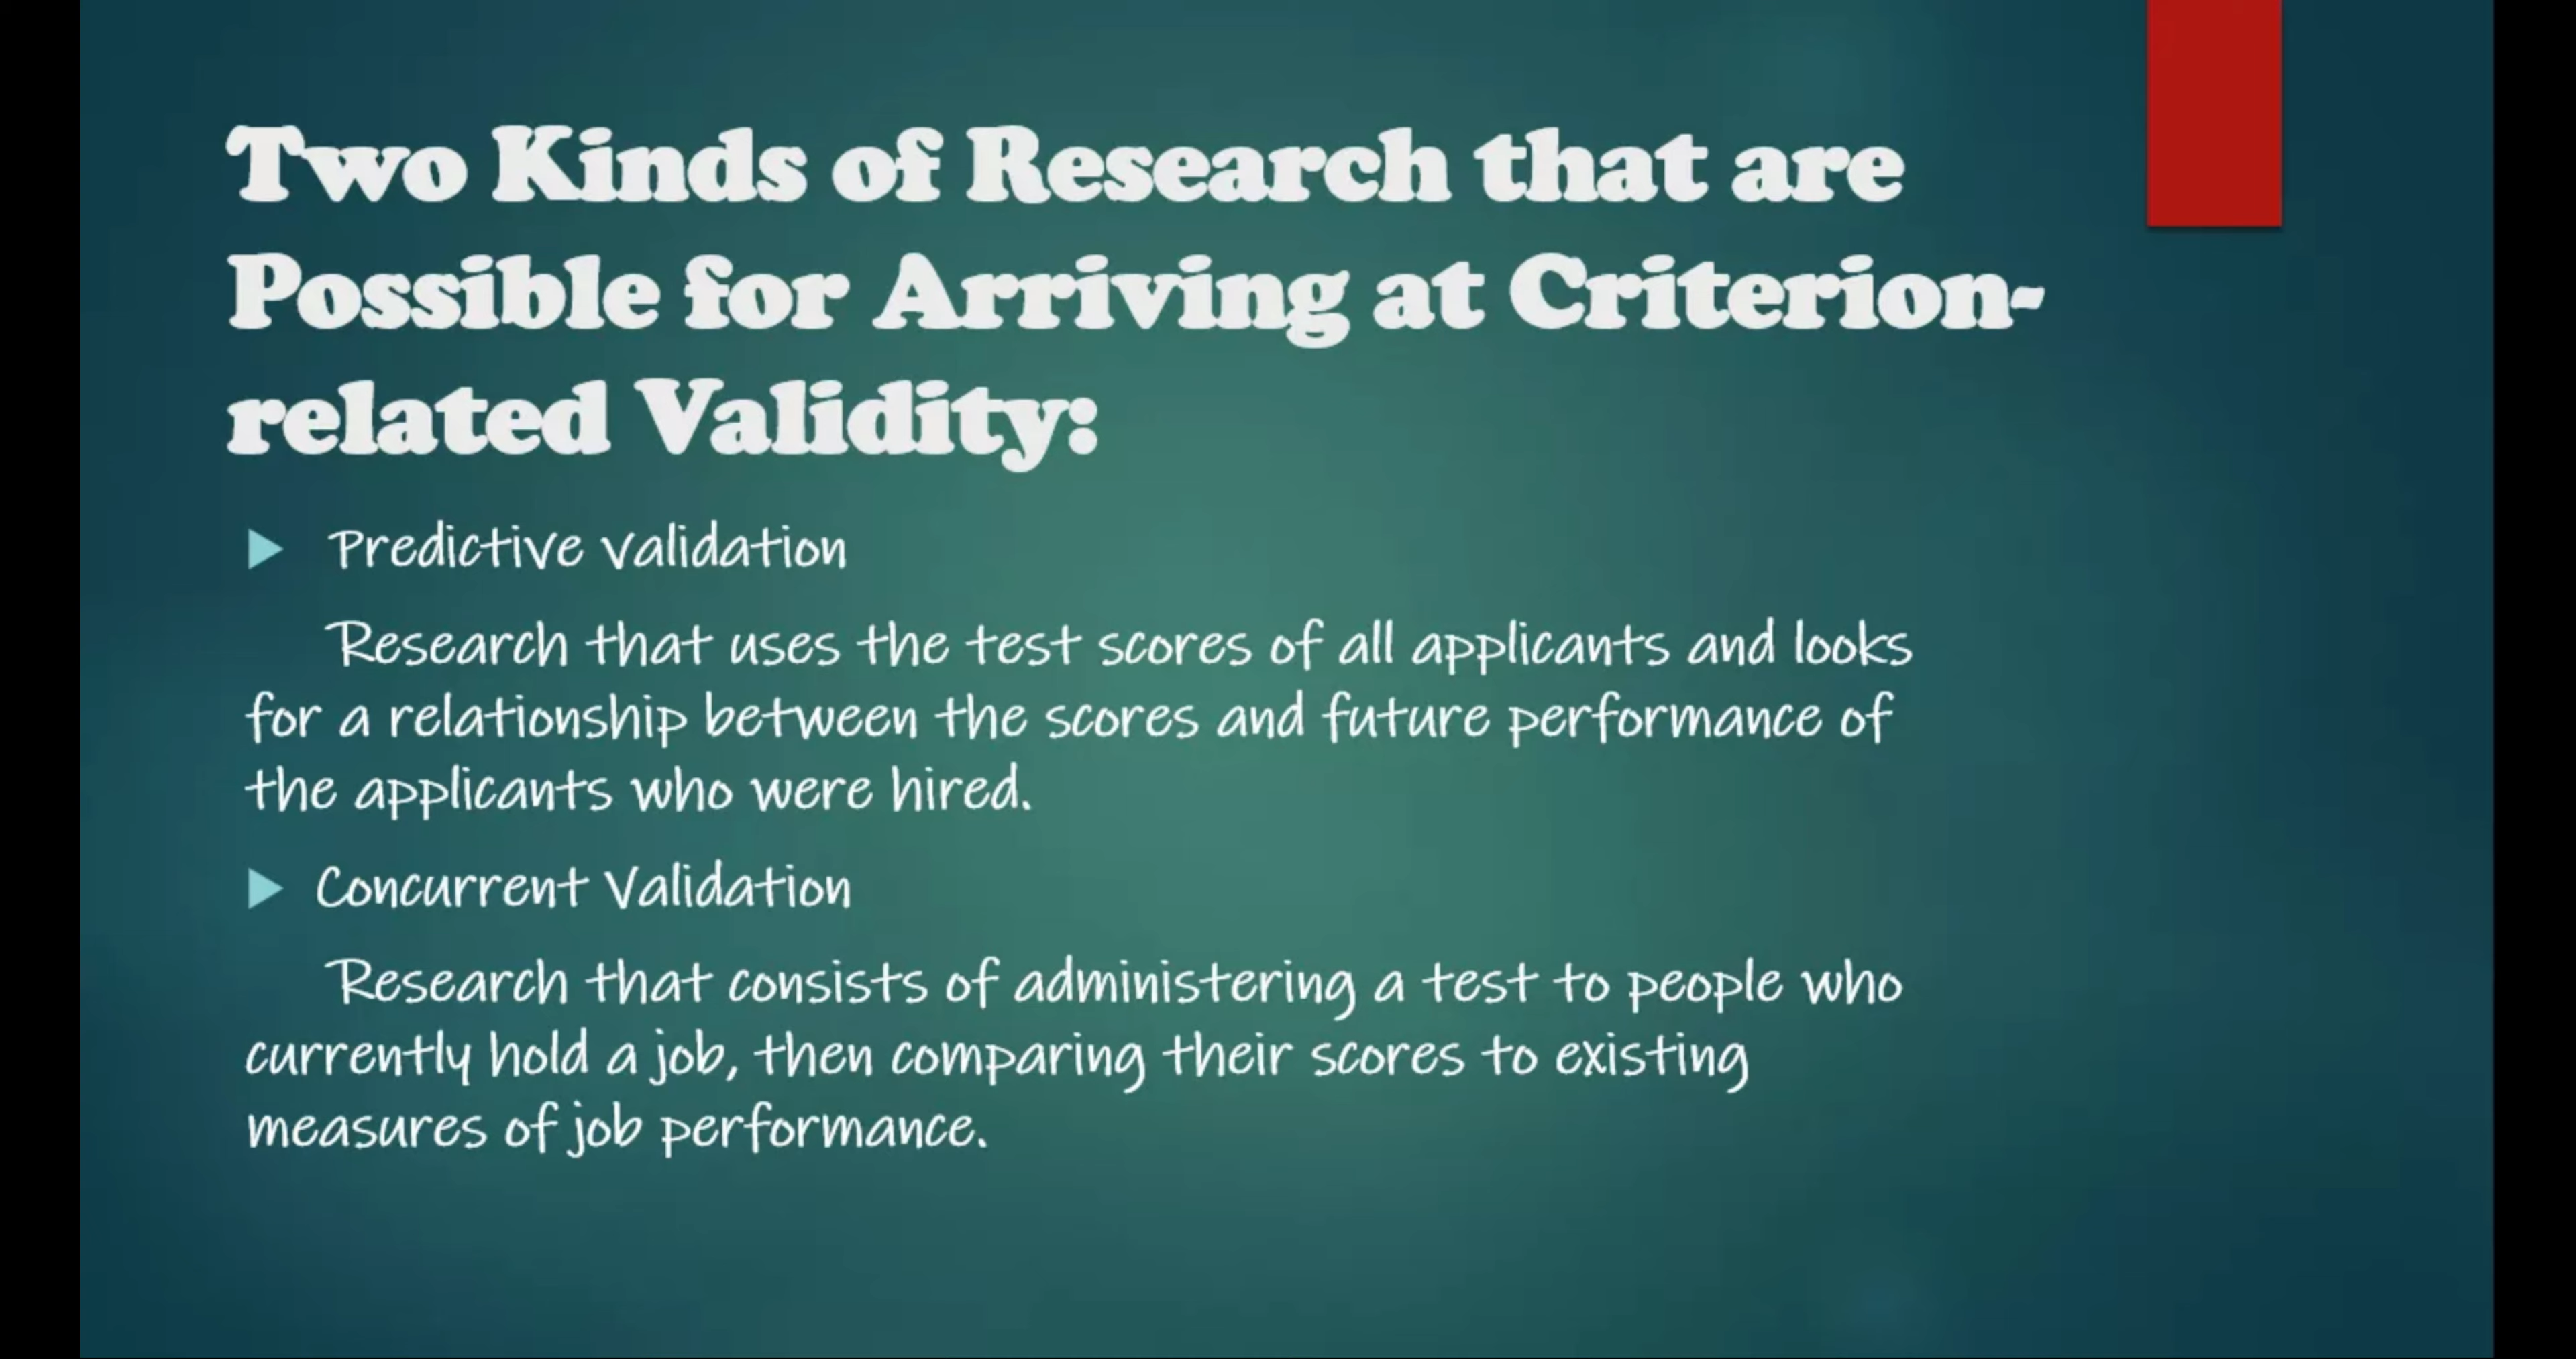 Two Kinds of Research that are
Possible for Arriving at Criterion-
related Validity:
Predictive validation
Research that uses the test scores of all applicants and looks
for a relationship between the scores and future performance of
the applicants who were hired.
Concurrent Validation
Research that consists of administering a test to people who
currently hold a job, then comparing their scores to existing
measures of job performance.